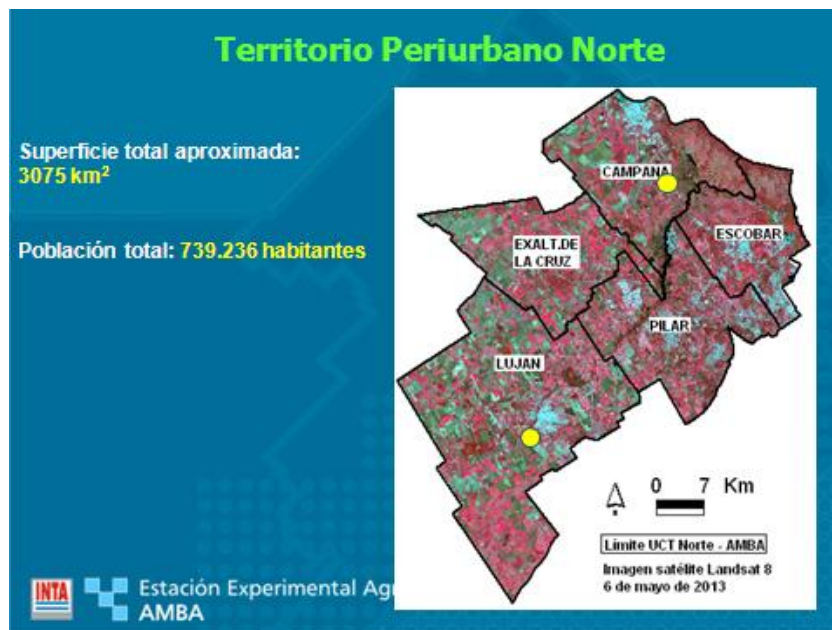 Territorio Periurbano Norte
Superficie total aproximada:
3075 km²
Población total: 739.236 habitantes
CAMPANA
ESCOBAR
EXALT.DE
LA CRUZ
PILAR
LUJAN
0 7 Km
Límite UCT Norte - AMBA
Imagen satélite Landsat 8
6 de mayo de 2013
INTA
Estación Experimental Ag
AMBA